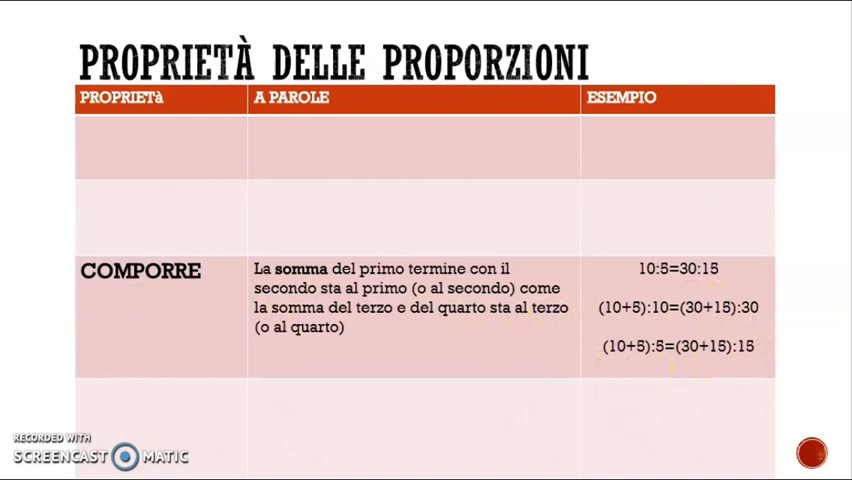 PROPRIETÀ DELLE PROPORZIONI
PROPRIETà
A PAROLE
ESEMPIO
COMPORRE
La somma del primo termine con il
secondo sta al primo (o al secondo) come
la somma del terzo e del quarto sta al terzo
(o al quarto)
10:5=30:15
(10+5):10=(30+15):30
(10+5):5=(30+15):15
RECORDED WITH
SCREENCAST MATIC